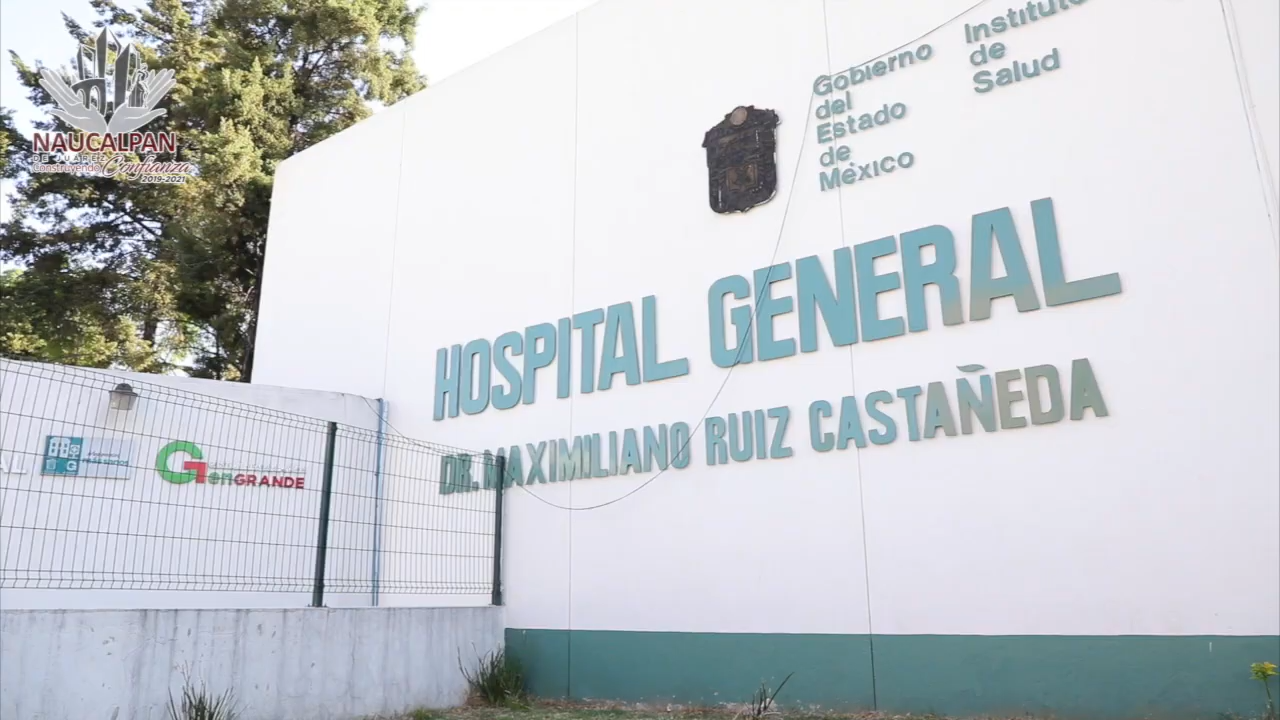 NAUCALPAN
DE JUÁREZ
Construyendo Confianza
2019-2021
Gobierno
del
Estado
de
México
Instituto
de
Salud
HOSPITAL GENERAL
DR. MAXIMILIANO RUIZ CASTAÑEDA
GenGRANDE